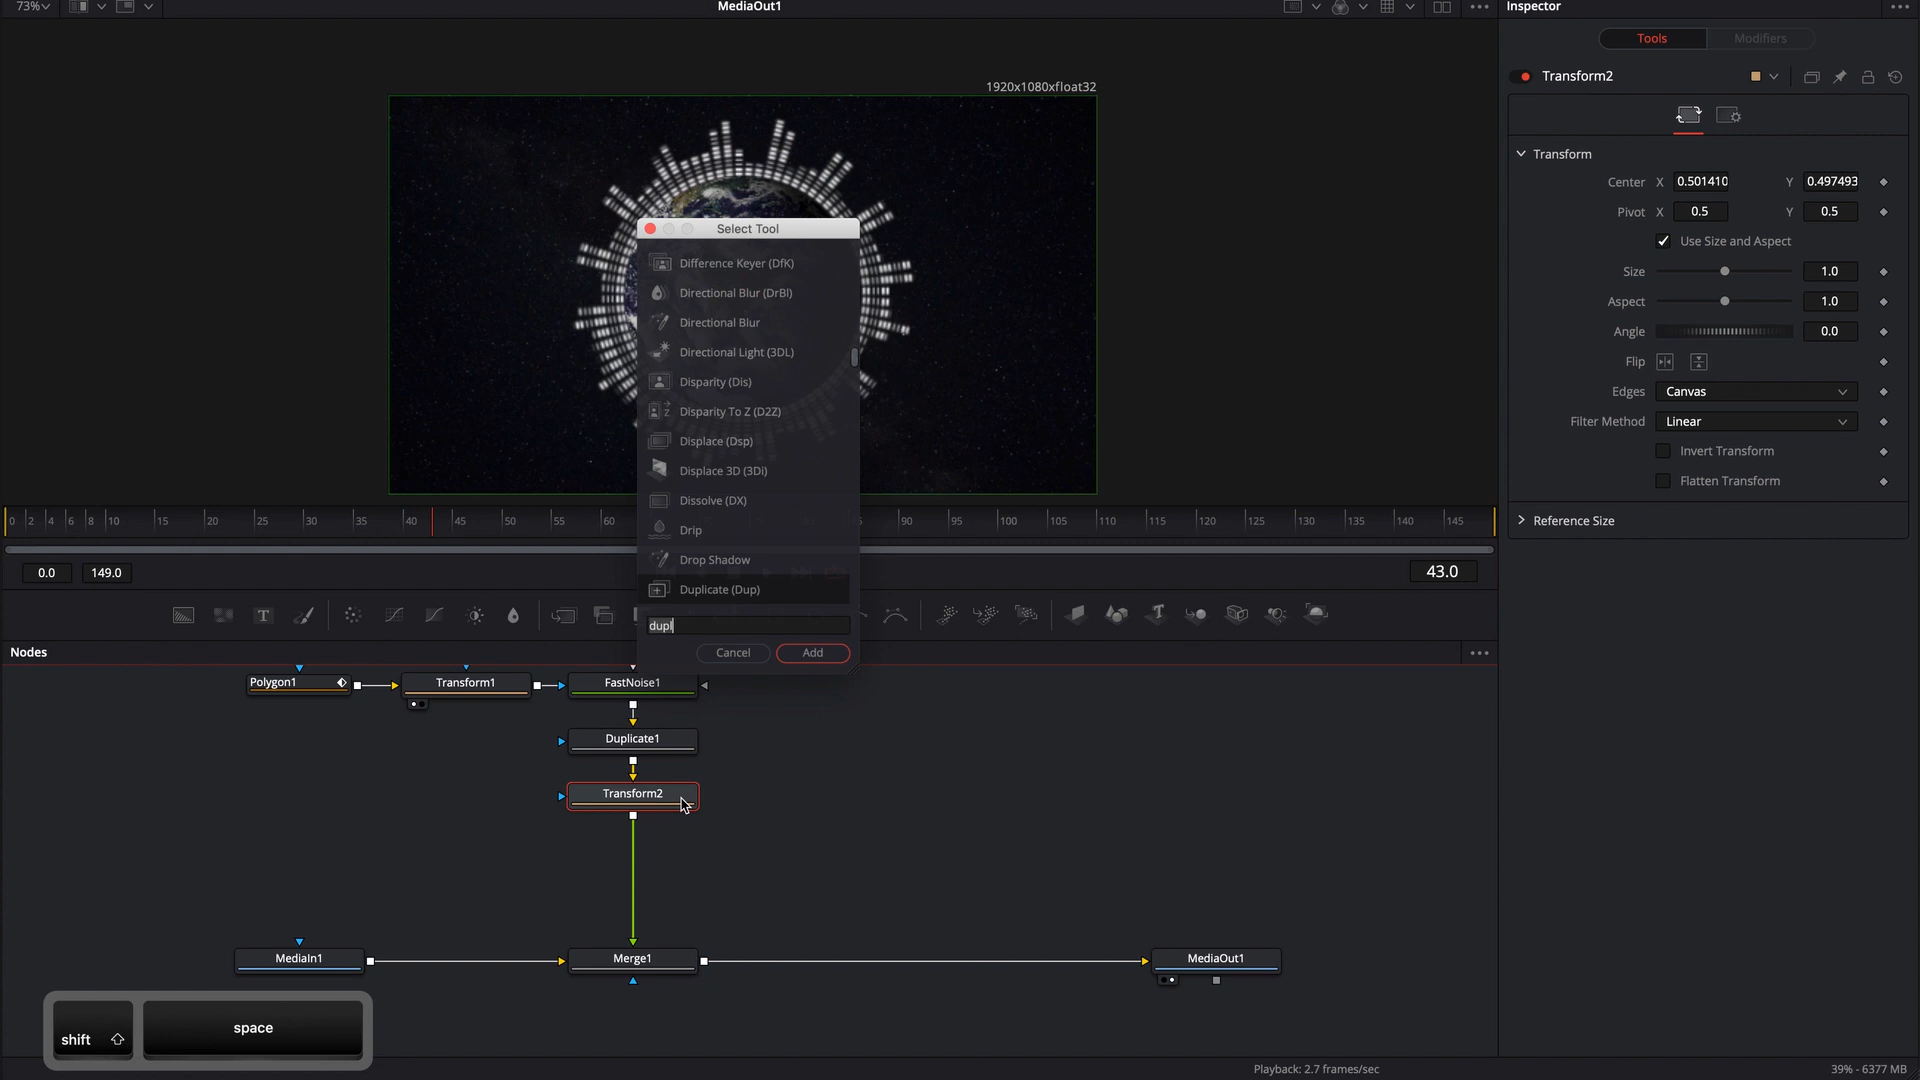 73%
MediaOut1
Inspector
Tools
Modifiers
1920x1080xfloat32
Transform2
Transform
Center X 0.501410 Y 0.497493
Pivot X 0.5 Y 0.5
Use Size and Aspect
Size 1.0
Aspect 1.0
Angle 0.0
Flip
Edges Canvas
Filter Method Linear
Invert Transform
Flatten Transform
Reference Size
Select Tool
Difference Keyer (DfK)
Directional Blur (DrBl)
Directional Blur
Directional Light (3DL)
Disparity (Dis)
Disparity To Z (D2Z)
Displace (Dsp)
Displace 3D (3Di)
Dissolve (DX)
Drip
Drop Shadow
Duplicate (Dup)
dupl
Cancel
Add
0 2 4 6 8 10 15 20 25 30 35 40 45 50 55 60 90 95 100 105 110 115 120 125 130 135 140 145
0.0 149.0 43.0
Nodes
Polygon1
Transform1
FastNoise1
Duplicate1
Transform2
MediaIn1
Merge1
MediaOut1
shift
space
Playback: 2.7 frames/sec
39% - 6377 MB